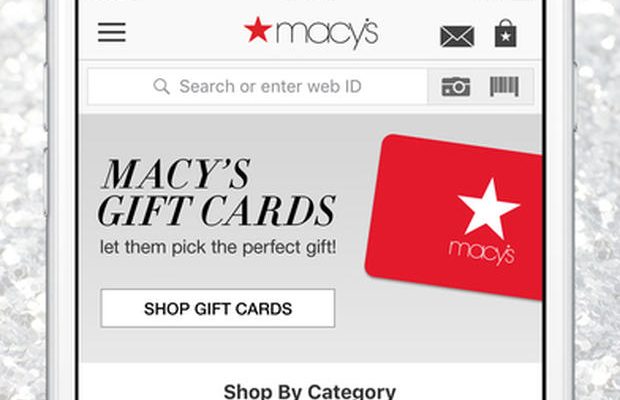 macy's
Search or enter web ID
MACY'S
GIFT CARDS
let them pick the perfect gift!
macy's
SHOP GIFT CARDS
Shop By Category